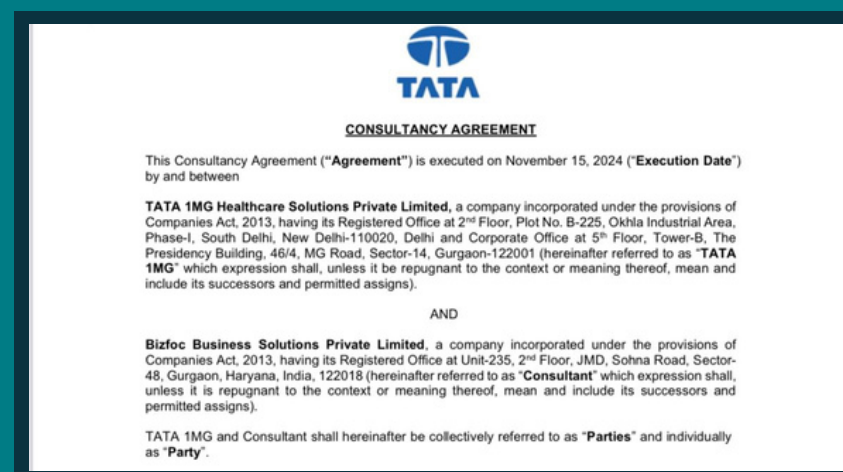 TATA
CONSULTANCY AGREEMENT
This Consultancy Agreement (“Agreement”) is executed on November 15, 2024 (“Execution Date”)
by and between
TATA 1MG Healthcare Solutions Private Limited, a company incorporated under the provisions of
Companies Act, 2013, having its Registered Office at 2nd Floor, Plot No. B-225, Okhla Industrial Area,
Phase-I, South Delhi, New Delhi-110020, Delhi and Corporate Office at 5th Floor, Tower-B, The
Presidency Building, 46/4, MG Road, Sector-14, Gurgaon-122001 (hereinafter referred to as “TATA
1MG” which expression shall, unless it be repugnant to the context or meaning thereof, mean and
include its successors and permitted assigns).
AND
Bizfoc Business Solutions Private Limited, a company incorporated under the provisions of
Companies Act, 2013, having its Registered Office at Unit-235, 2nd Floor, JMD, Sohna Road, Sector-
48, Gurgaon, Haryana, India, 122018 (hereinafter referred to as “Consultant” which expression shall,
unless it is repugnant to the context or meaning thereof, mean and include its successors and
permitted assigns).
TATA 1MG and Consultant shall hereinafter be collectively referred to as “Parties” and individually
as “Party”.